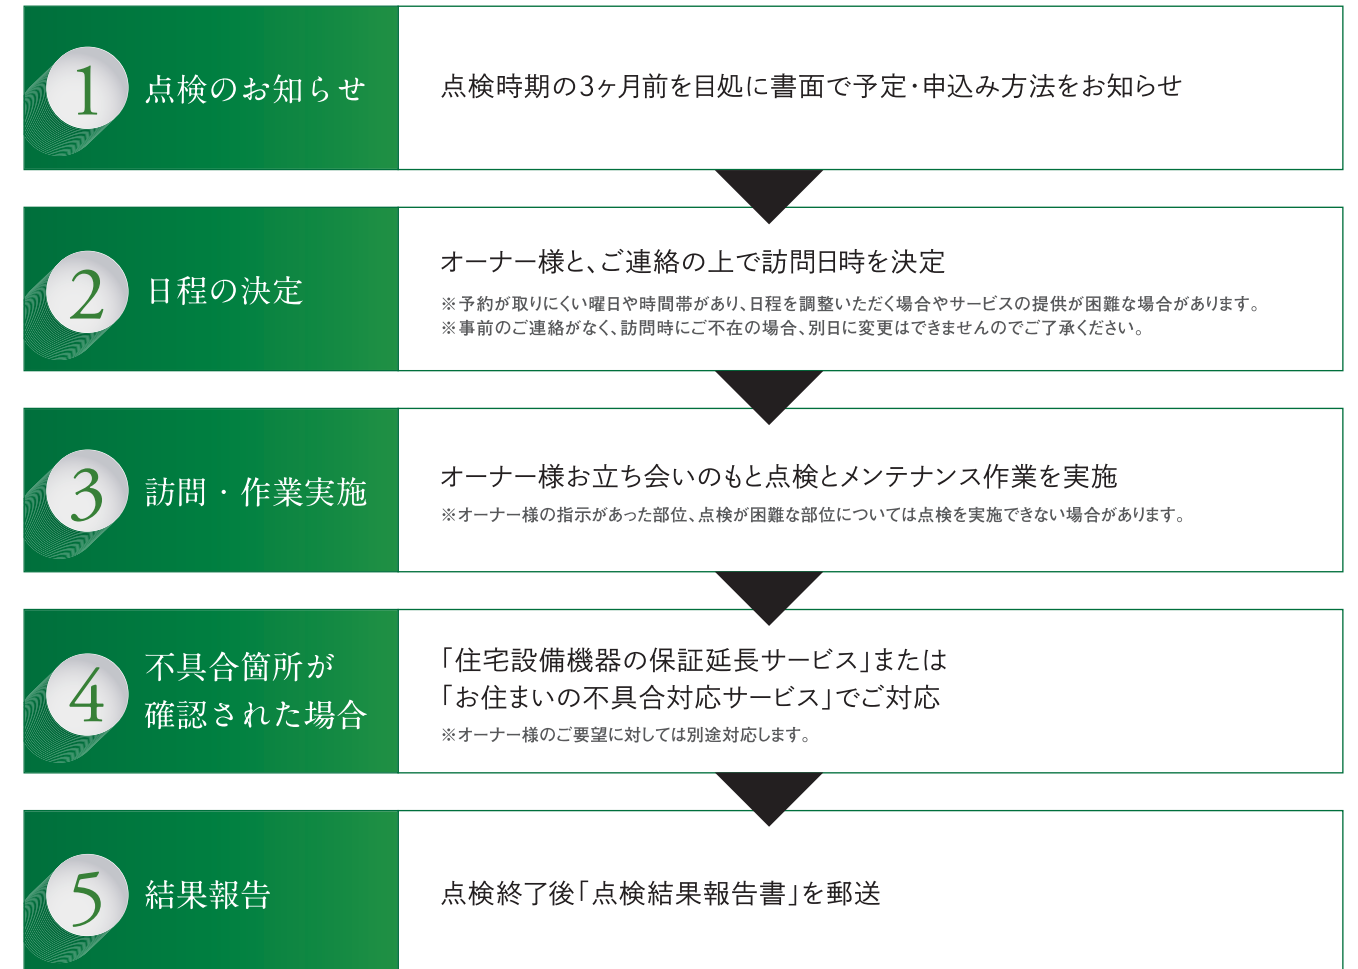 1
点検のお知らせ
点検時期の3ヶ月前を目処に書面で予定・申込み方法をお知らせ
2
日程の決定
オーナー様と、ご連絡の上で訪問日時を決定
※予約が取りにくい曜日や時間帯があり、日程を調整いただく場合やサービスの提供が困難な場合があります。
※事前のご連絡がなく、訪問時にご不在の場合、別日に変更はできませんのでご了承ください。
3
訪問・作業実施
オーナー様お立ち会いのもと点検とメンテナンス作業を実施
※オーナー様の指示があった部位、点検が困難な部位については点検を実施できない場合があります。
4
不具合箇所が
確認された場合
「住宅設備機器の保証延長サービス」または
「お住まいの不具合対応サービス」でご対応
※オーナー様のご要望に対しては別途対応します。
5
結果報告
点検終了後「点検結果報告書」を郵送